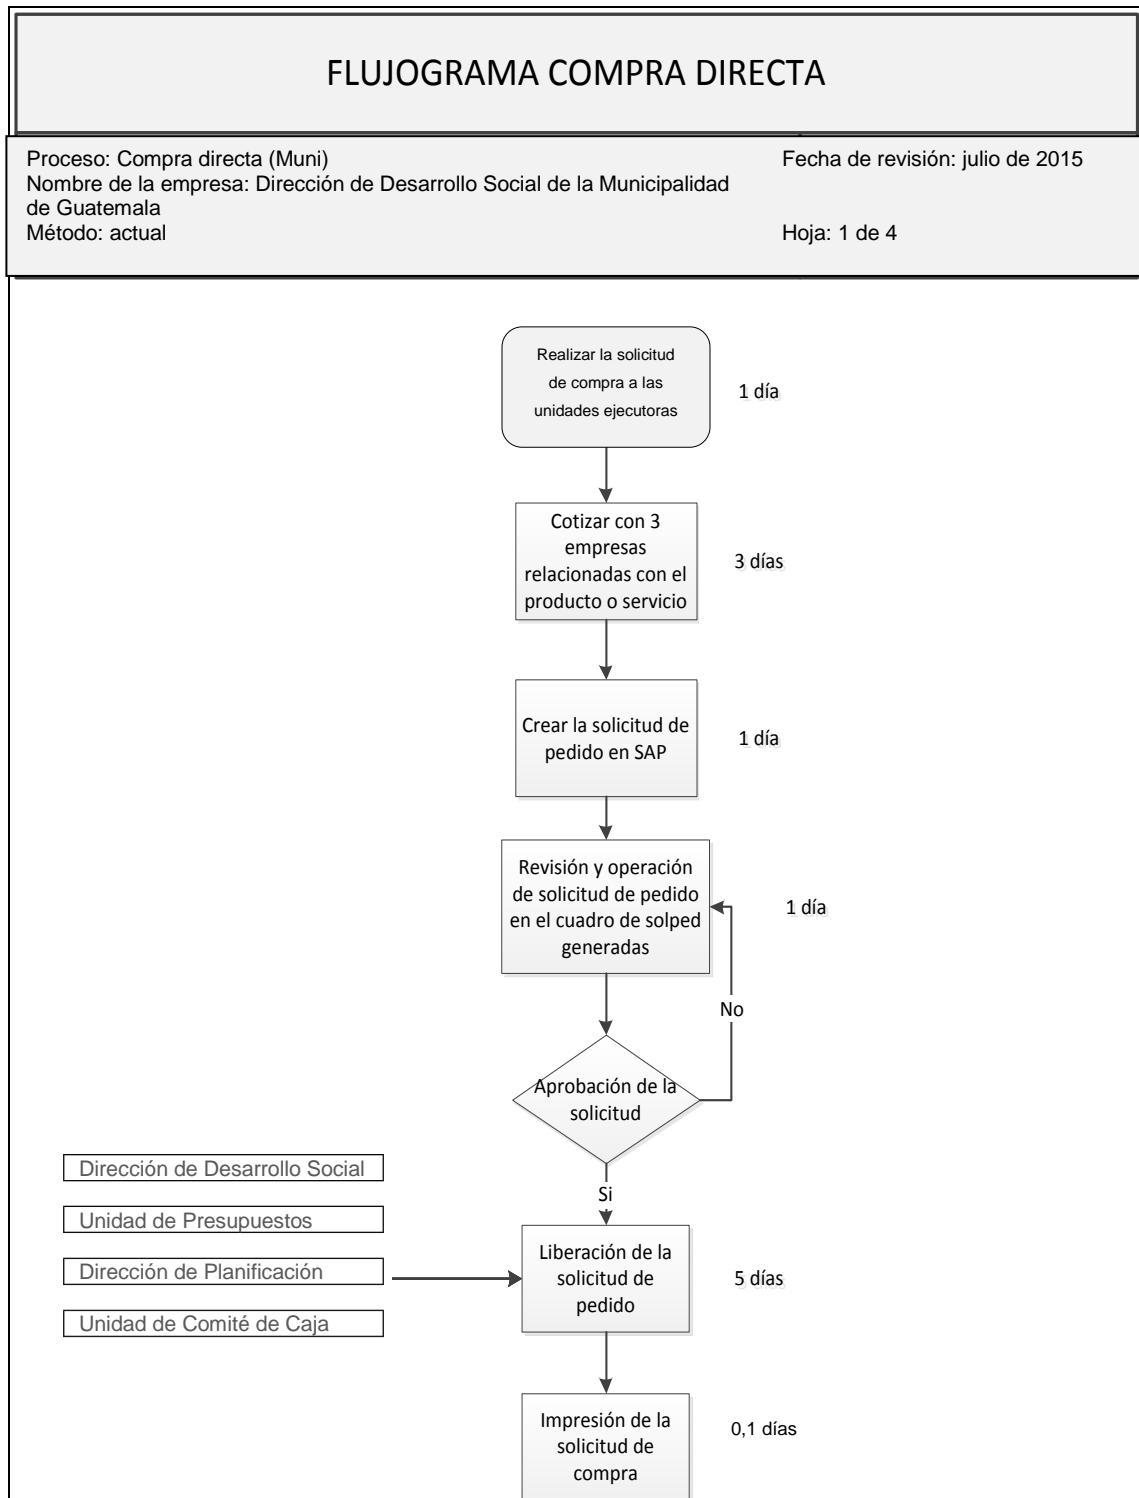 FLUJOGRAMA COMPRA DIRECTA
Proceso: Compra directa (Muni)
Fecha de revisión: julio de 2015
Nombre de la empresa: Dirección de Desarrollo Social de la Municipalidad
de Guatemala
Método: actual
Hoja: 1 de 4
Realizar la solicitud
de compra a las
unidades ejecutoras
1 día
Cotizar con 3
empresas
relacionadas con el
producto o servicio
3 días
Crear la solicitud de
pedido en SAP
1 día
Revisión y operación
de solicitud de pedido
en el cuadro de solped
generadas
1 día
No
Aprobación de la
solicitud
Si
Dirección de Desarrollo Social
Unidad de Presupuestos
Dirección de Planificación
Unidad de Comité de Caja
Liberación de la
solicitud de
pedido
5 días
Impresión de la
solicitud de
compra
0,1 días